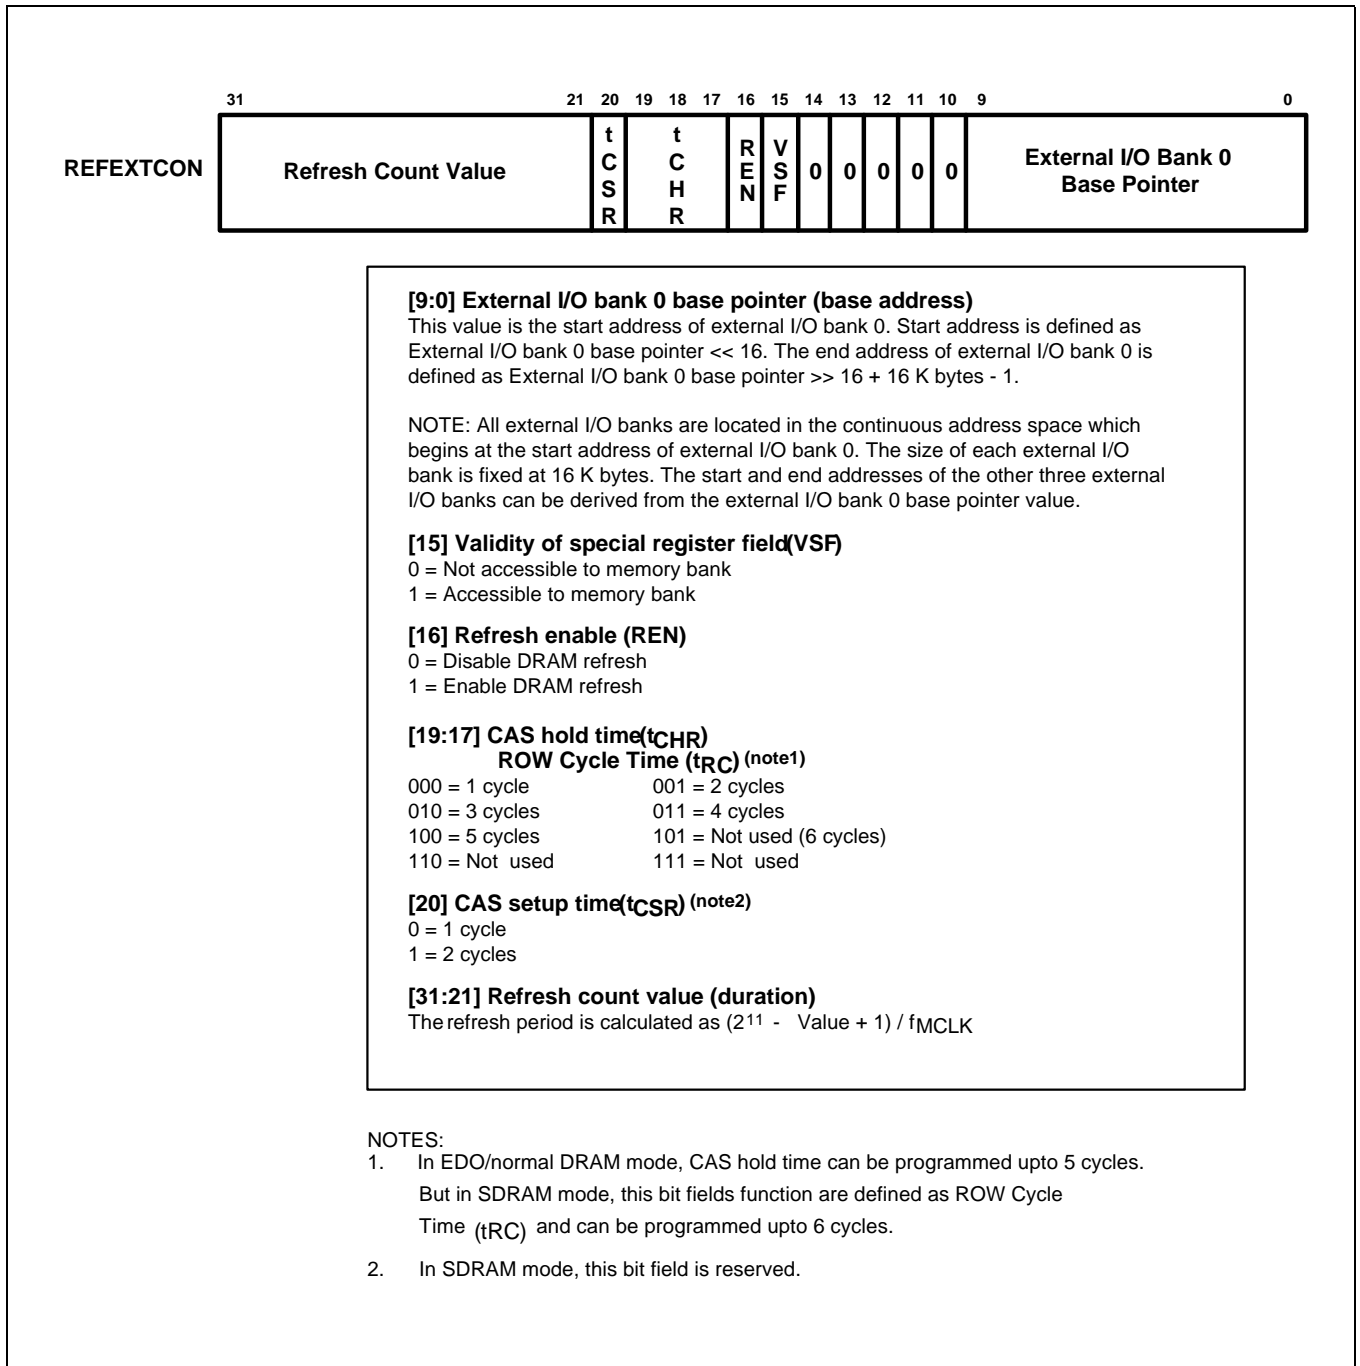 31 21 20 19 18 17 16 15 14 13 12 11 10 9 0
REFEXTCON Refresh Count Value tCSR tCHR REN VSF 0 0 0 0 0 External I/O Bank 0
Base Pointer
[9:0] External I/O bank 0 base pointer (base address)
This value is the start address of external I/O bank 0. Start address is defined as
External I/O bank 0 base pointer << 16. The end address of external I/O bank 0 is
defined as External I/O bank 0 base pointer >> 16 + 16 K bytes - 1.
NOTE: All external I/O banks are located in the continuous address space which
begins at the start address of external I/O bank 0. The size of each external I/O
bank is fixed at 16 K bytes. The start and end addresses of the other three external
I/O banks can be derived from the external I/O bank 0 base pointer value.
[15] Validity of special register field(VSF)
0 = Not accessible to memory bank
1 = Accessible to memory bank
[16] Refresh enable (REN)
0 = Disable DRAM refresh
1 = Enable DRAM refresh
[19:17] CAS hold time(tCHR)
ROW Cycle Time (tRC) (note1)
000 = 1 cycle 001 = 2 cycles
010 = 3 cycles 011 = 4 cycles
100 = 5 cycles 101 = Not used (6 cycles)
110 = Not used 111 = Not used
[20] CAS setup time(tCSR) (note2)
0 = 1 cycle
1 = 2 cycles
[31:21] Refresh count value (duration)
The refresh period is calculated as (2¹¹ - Value + 1) / fMCLK
NOTES:
1. In EDO/normal DRAM mode, CAS hold time can be programmed upto 5 cycles.
But in SDRAM mode, this bit fields function are defined as ROW Cycle
Time (tRC) and can be programmed upto 6 cycles.
2. In SDRAM mode, this bit field is reserved.